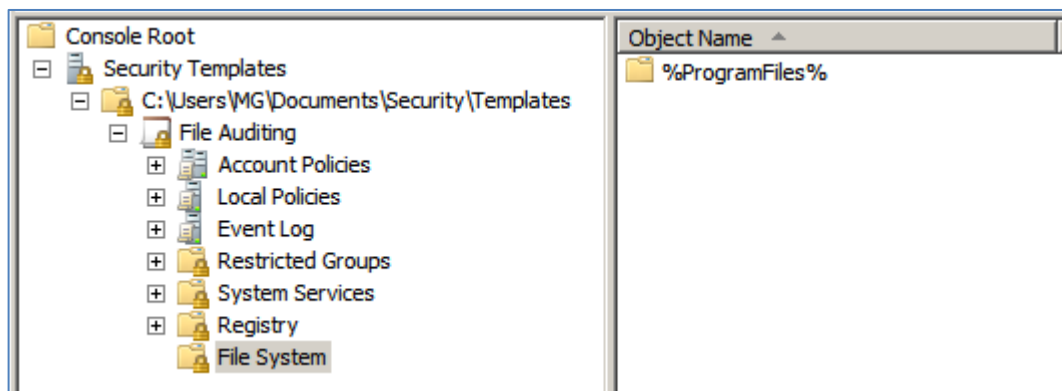 Console Root
Security Templates
C:\Users\MG\Documents\Security\Templates
File Auditing
Account Policies
Local Policies
Event Log
Restricted Groups
System Services
Registry
File System
Object Name
%ProgramFiles%